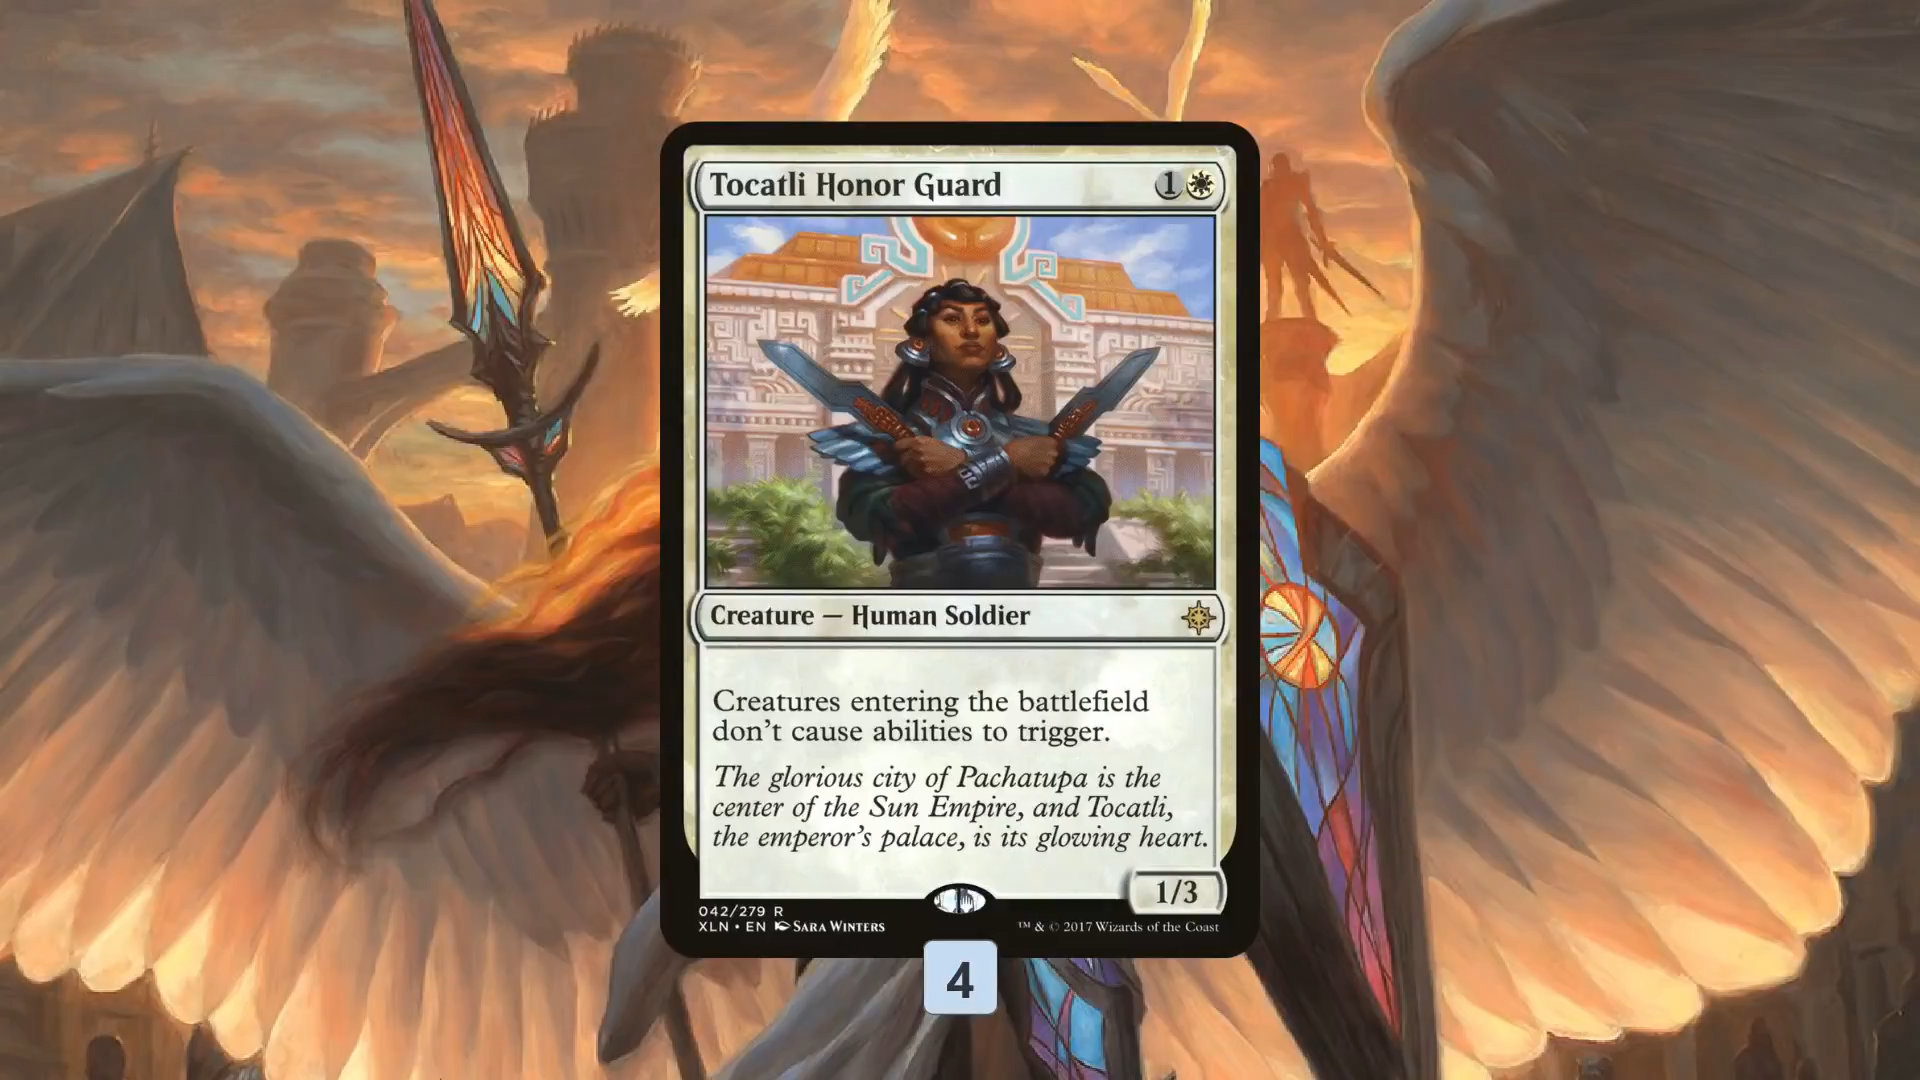 Tocatli Honor Guard 1
Creature — Human Soldier
Creatures entering the battlefield
don't cause abilities to trigger.
The glorious city of Pachatupa is the
center of the Sun Empire, and Tocatli,
the emperor's palace, is its glowing heart.
1/3
042/279 R
XLN • EN SARA WINTERS
™ & © 2017 Wizards of the Coast
4